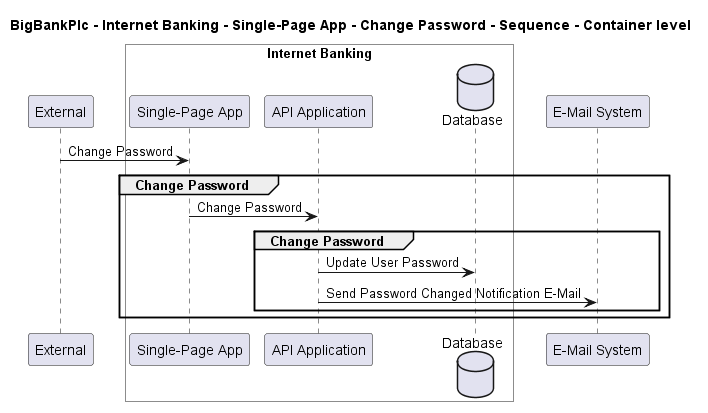 BigBankPlc - Internet Banking - Single-Page App - Change Password - Sequence - Container level
Internet Banking
External
Single-Page App
API Application
Database
E-Mail System
Change Password
Change Password
Change Password
Change Password
Update User Password
Send Password Changed Notification E-Mail
External
Single-Page App
API Application
Database
E-Mail System